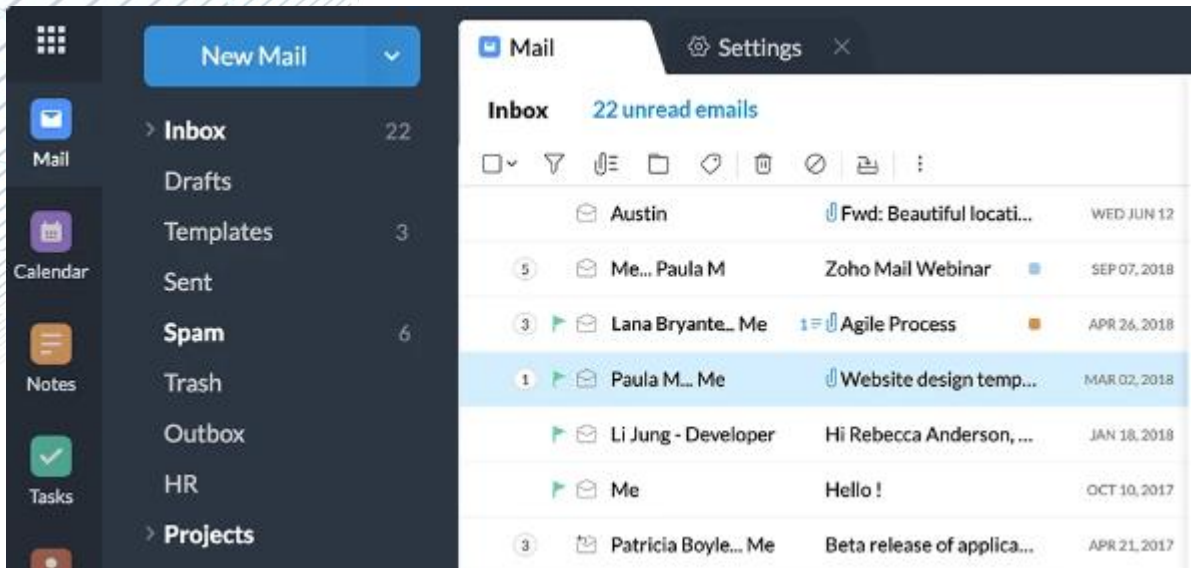 New Mail
Mail
Settings
Inbox 22 unread emails
Mail
Calendar
Notes
Tasks
Inbox 22
Drafts
Templates 3
Sent
Spam 6
Trash
Outbox
HR
Projects
Austin Fwd: Beautiful locati... WED JUN 12
5 Me... Paula M Zoho Mail Webinar SEP 07, 2018
3 Lana Bryante... Me 1 Agile Process APR 26, 2018
1 Paula M... Me Website design temp... MAR 02, 2018
Li Jung - Developer Hi Rebecca Anderson, ... JAN 18, 2018
Me Hello ! OCT 10, 2017
3 Patricia Boyle... Me Beta release of applica... APR 21, 2017